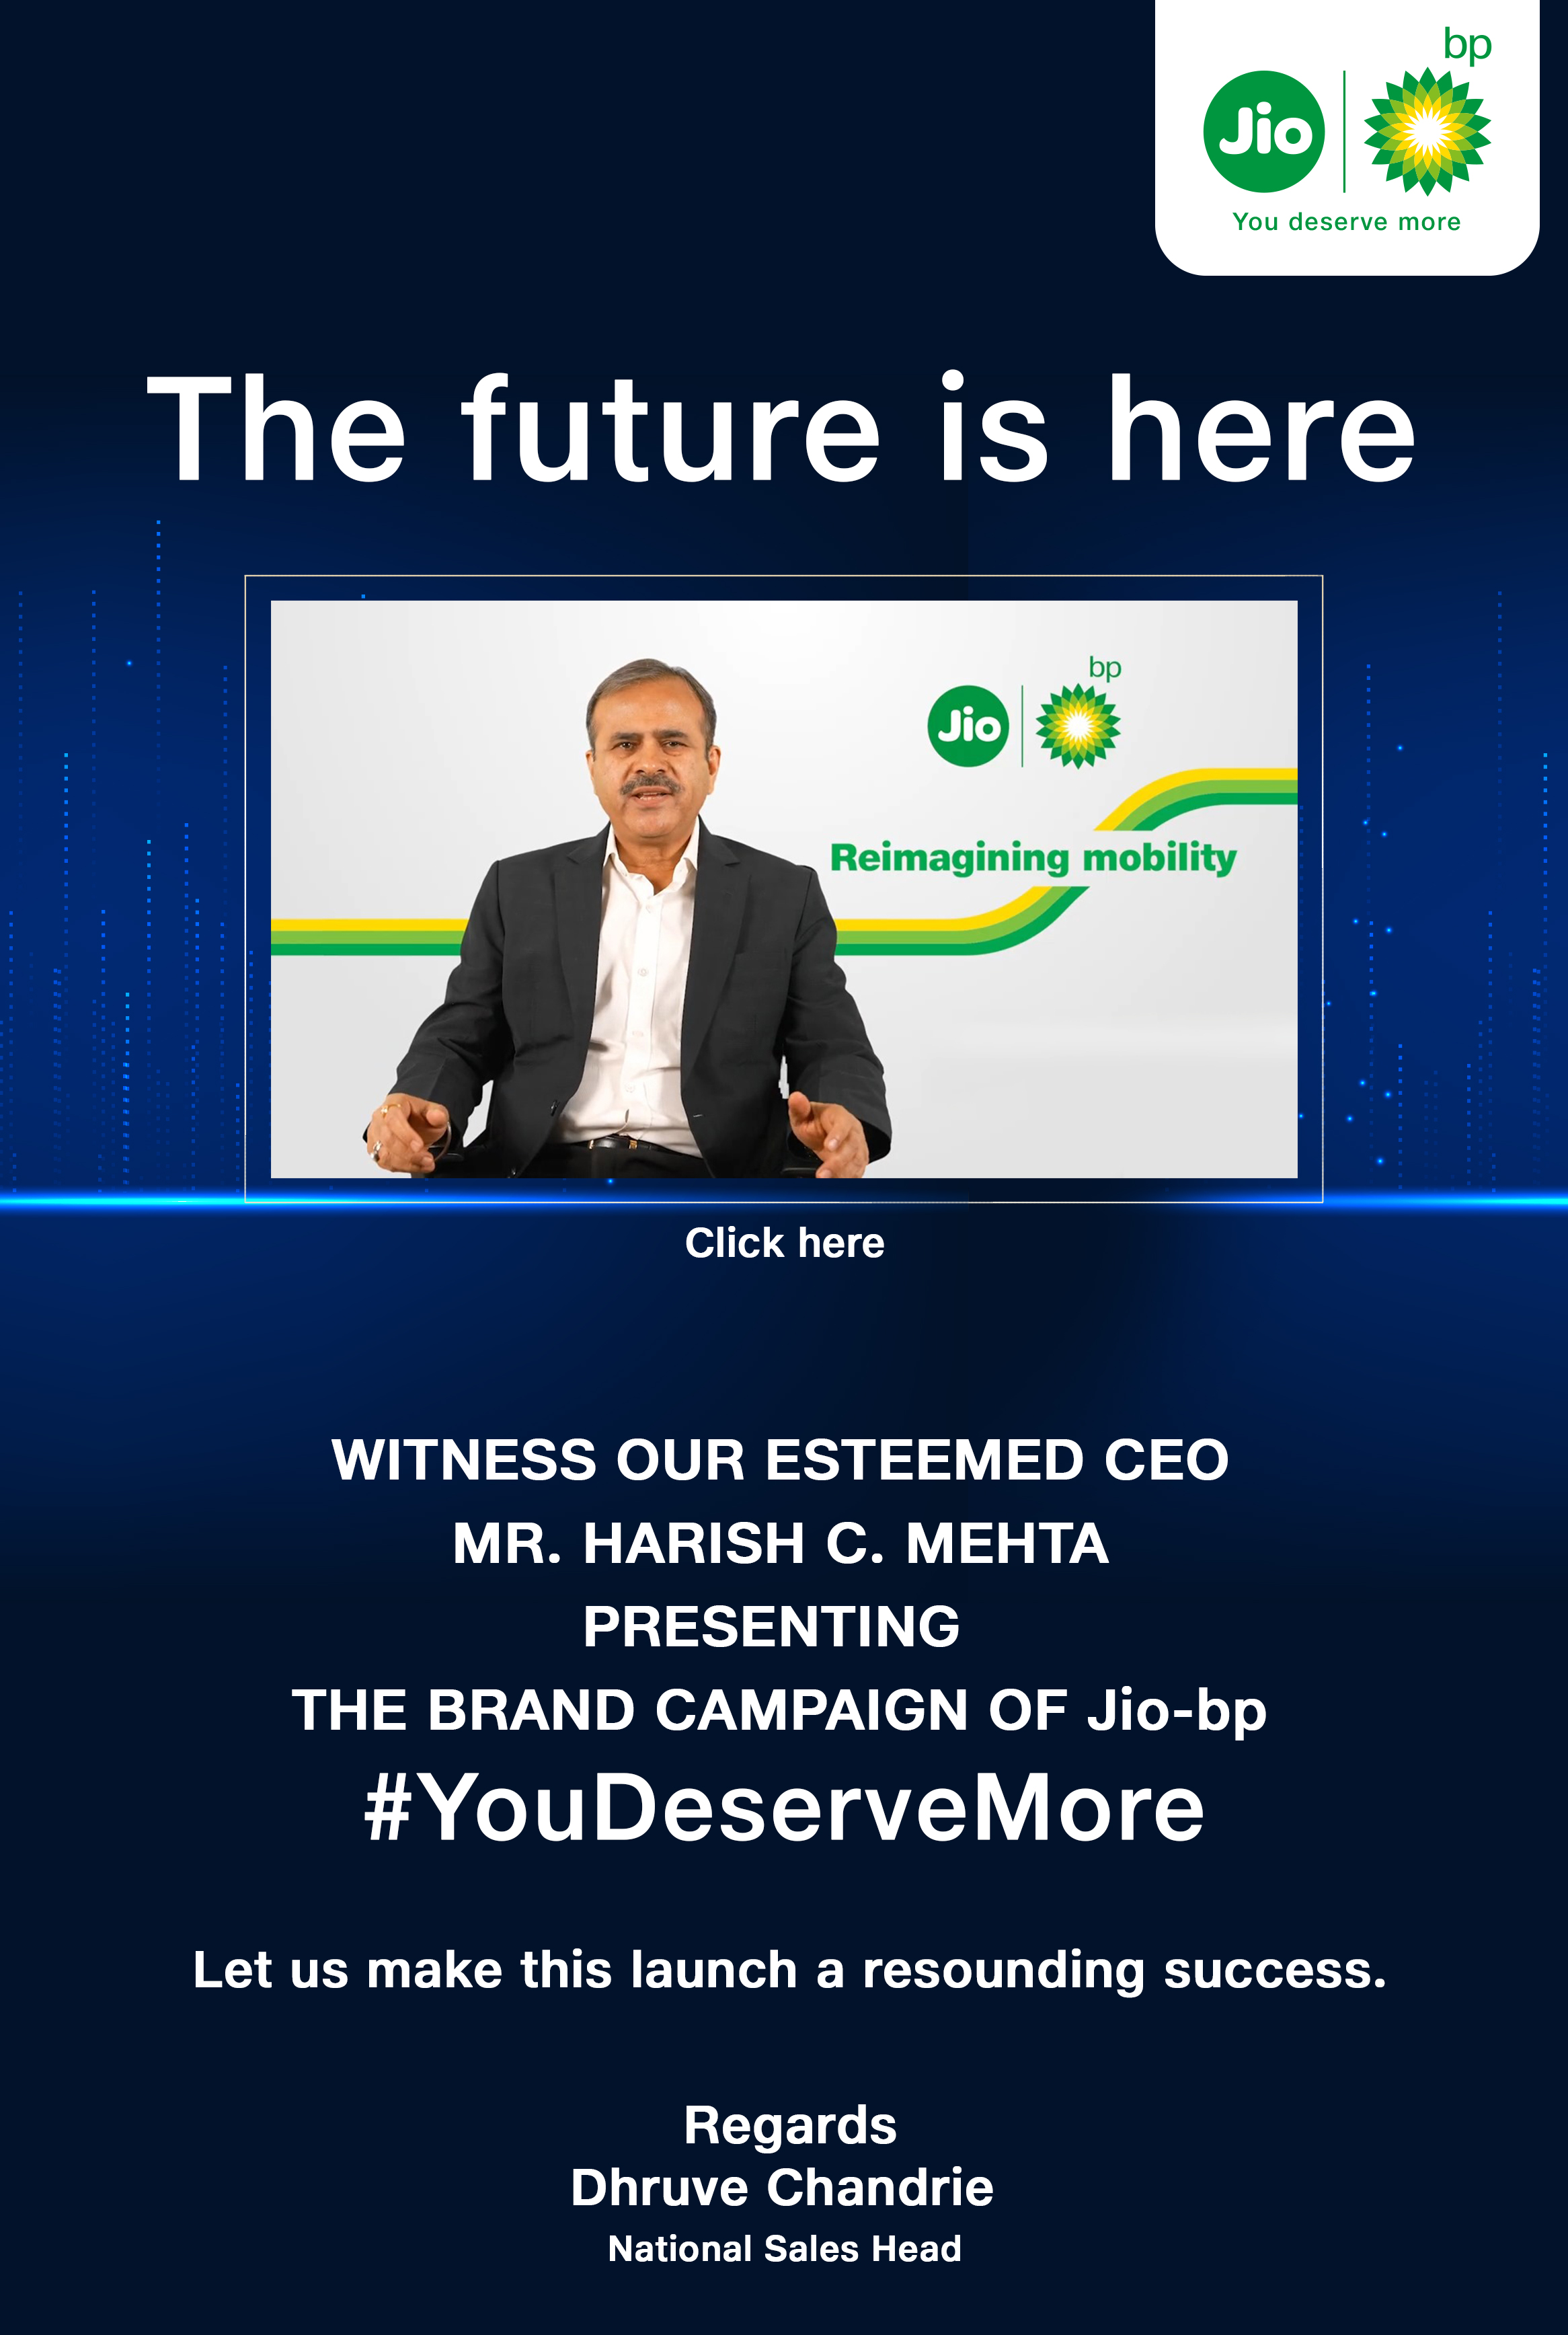 bp
Jio
You deserve more
The future is here
bp
Jio
Reimagining mobility
Click here
WITNESS OUR ESTEEMED CEO
MR. HARISH C. MEHTA
PRESENTING
THE BRAND CAMPAIGN OF Jio-bp
#YouDeserveMore
Let us make this launch a resounding success.
Regards
Dhruve Chandrie
National Sales Head